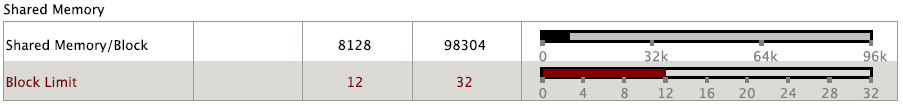 Shared Memory
Shared Memory/Block 8128 98304
0 32k 64k 96k
Block Limit 12 32
0 4 8 12 16 20 24 28 32